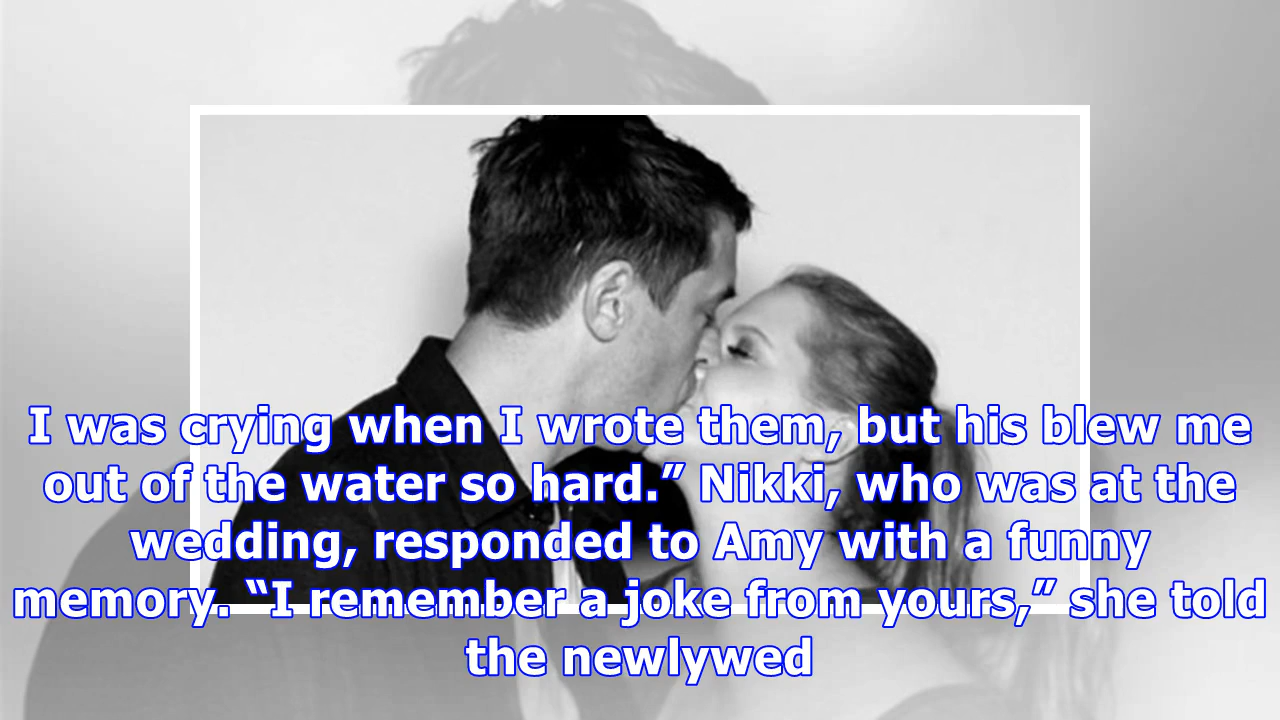 I was crying when I wrote them, but his blew me
out of the water so hard.” Nikki, who was at the
wedding, responded to Amy with a funny
memory. “I remember a joke from yours,” she told
the newlywed